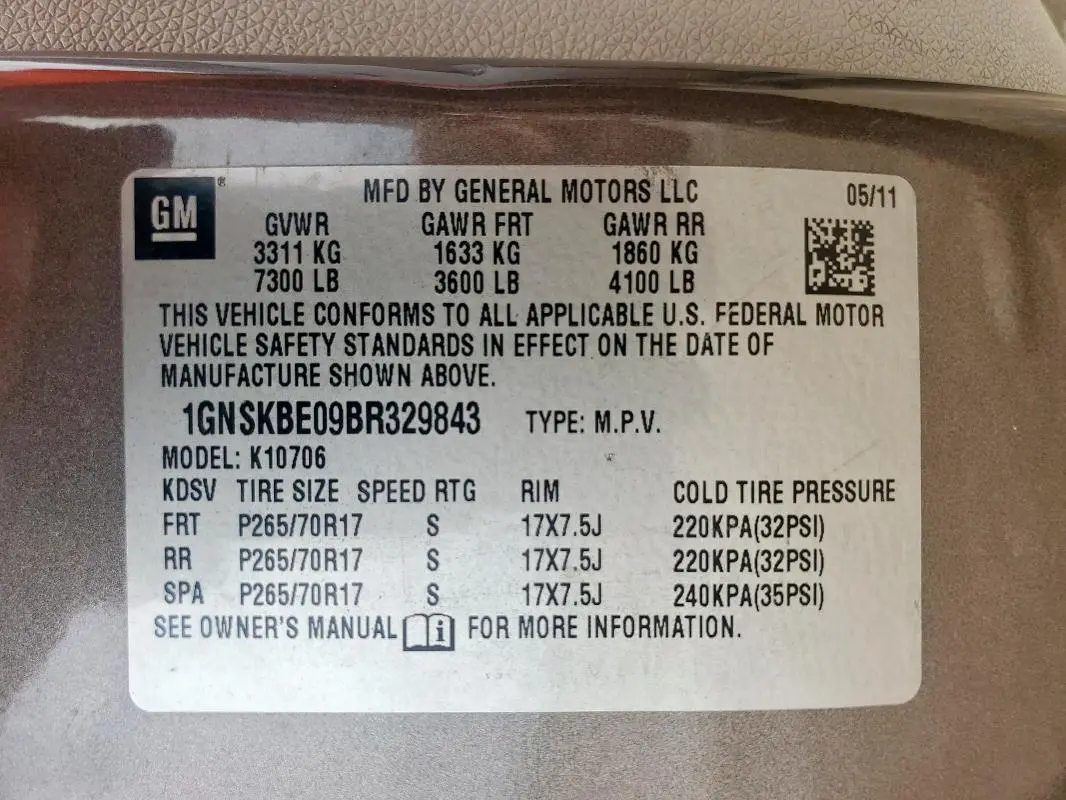 GM®
MFD BY GENERAL MOTORS LLC 05/11
GVWR GAWR FRT GAWR RR
3311 KG 1633 KG 1860 KG
7300 LB 3600 LB 4100 LB
THIS VEHICLE CONFORMS TO ALL APPLICABLE U.S. FEDERAL MOTOR
VEHICLE SAFETY STANDARDS IN EFFECT ON THE DATE OF
MANUFACTURE SHOWN ABOVE.
1GNSKBE09BR329843 TYPE: M.P.V.
MODEL: K10706
KDSV TIRE SIZE SPEED RTG RIM COLD TIRE PRESSURE
FRT P265/70R17 S 17X7.5J 220KPA(32PSI)
RR P265/70R17 S 17X7.5J 220KPA(32PSI)
SPA P265/70R17 S 17X7.5J 240KPA(35PSI)
SEE OWNER'S MANUAL i FOR MORE INFORMATION.